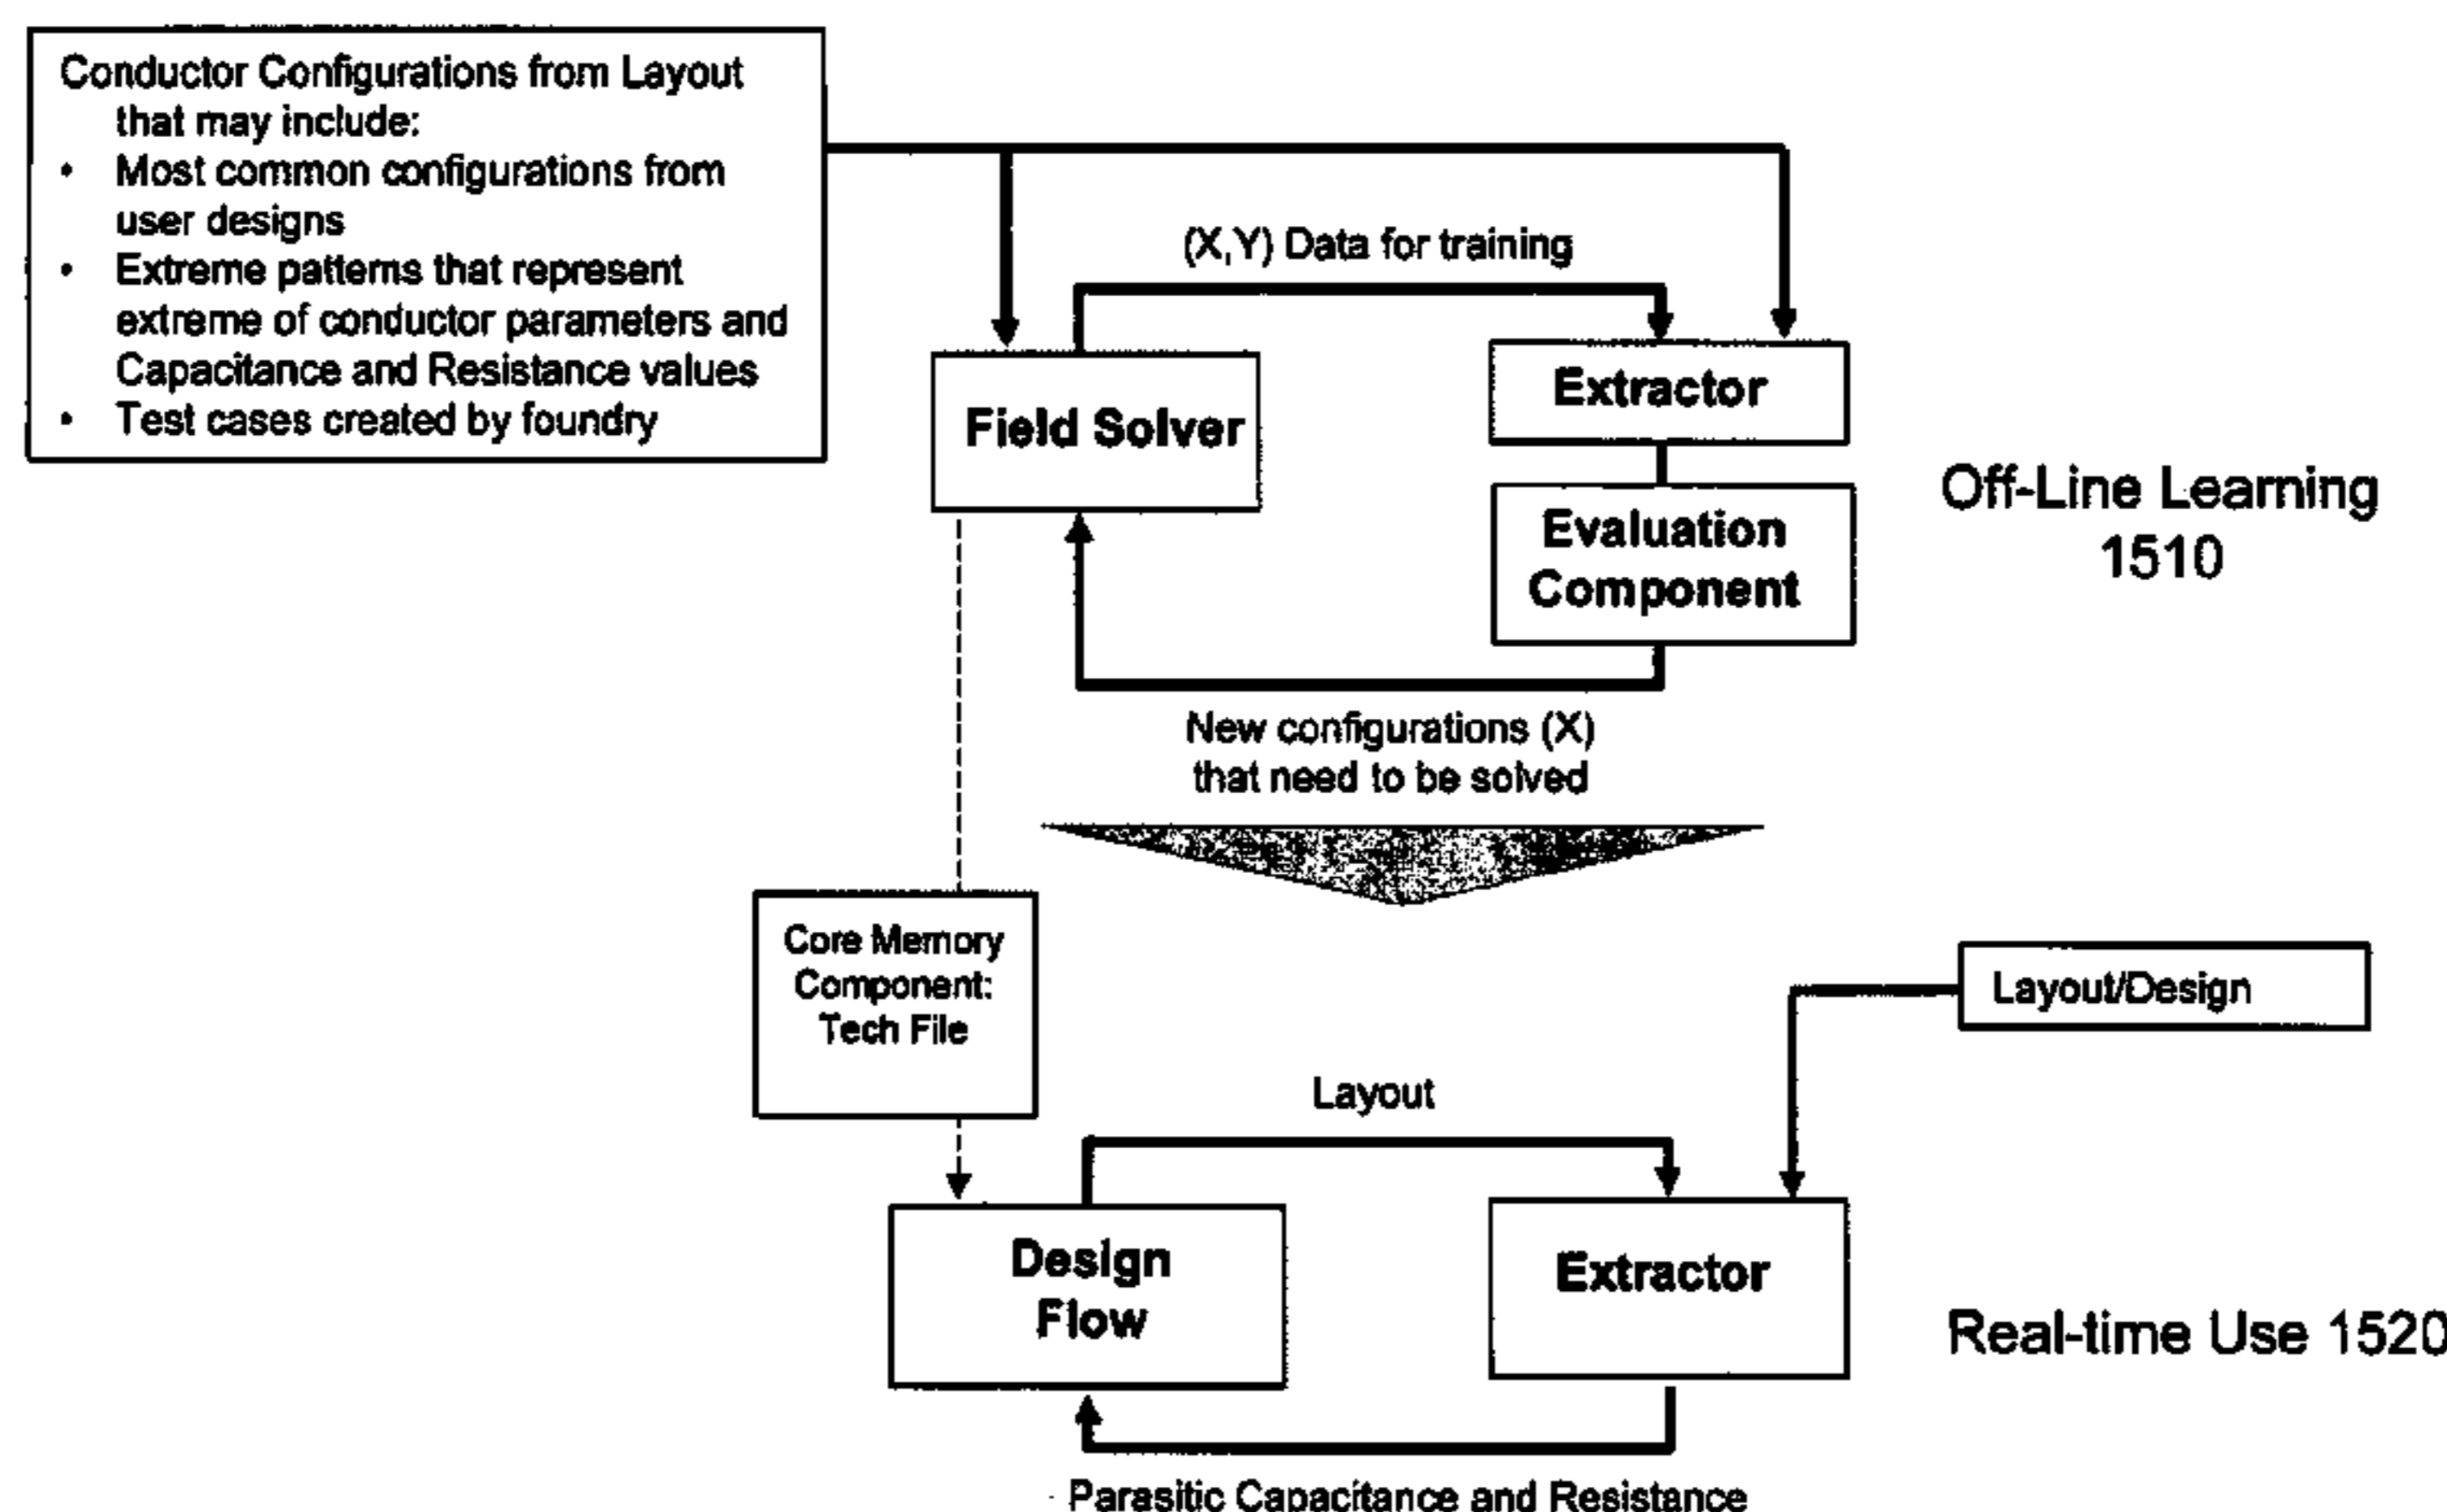 Conductor Configurations from Layout
that may include:
• Most common configurations from
user designs
• Extreme patterns that represent
extreme of conductor parameters and
Capacitance and Resistance values
• Test cases created by foundry
(X,Y) Data for training
Field Solver
Extractor
Evaluation
Component
Off-Line Learning
1510
New configurations (X)
that need to be solved
Core Memory
Component:
Tech File
Layout/Design
Layout
Design
Flow
Extractor
Real-time Use 1520
Parasitic Capacitance and Resistance